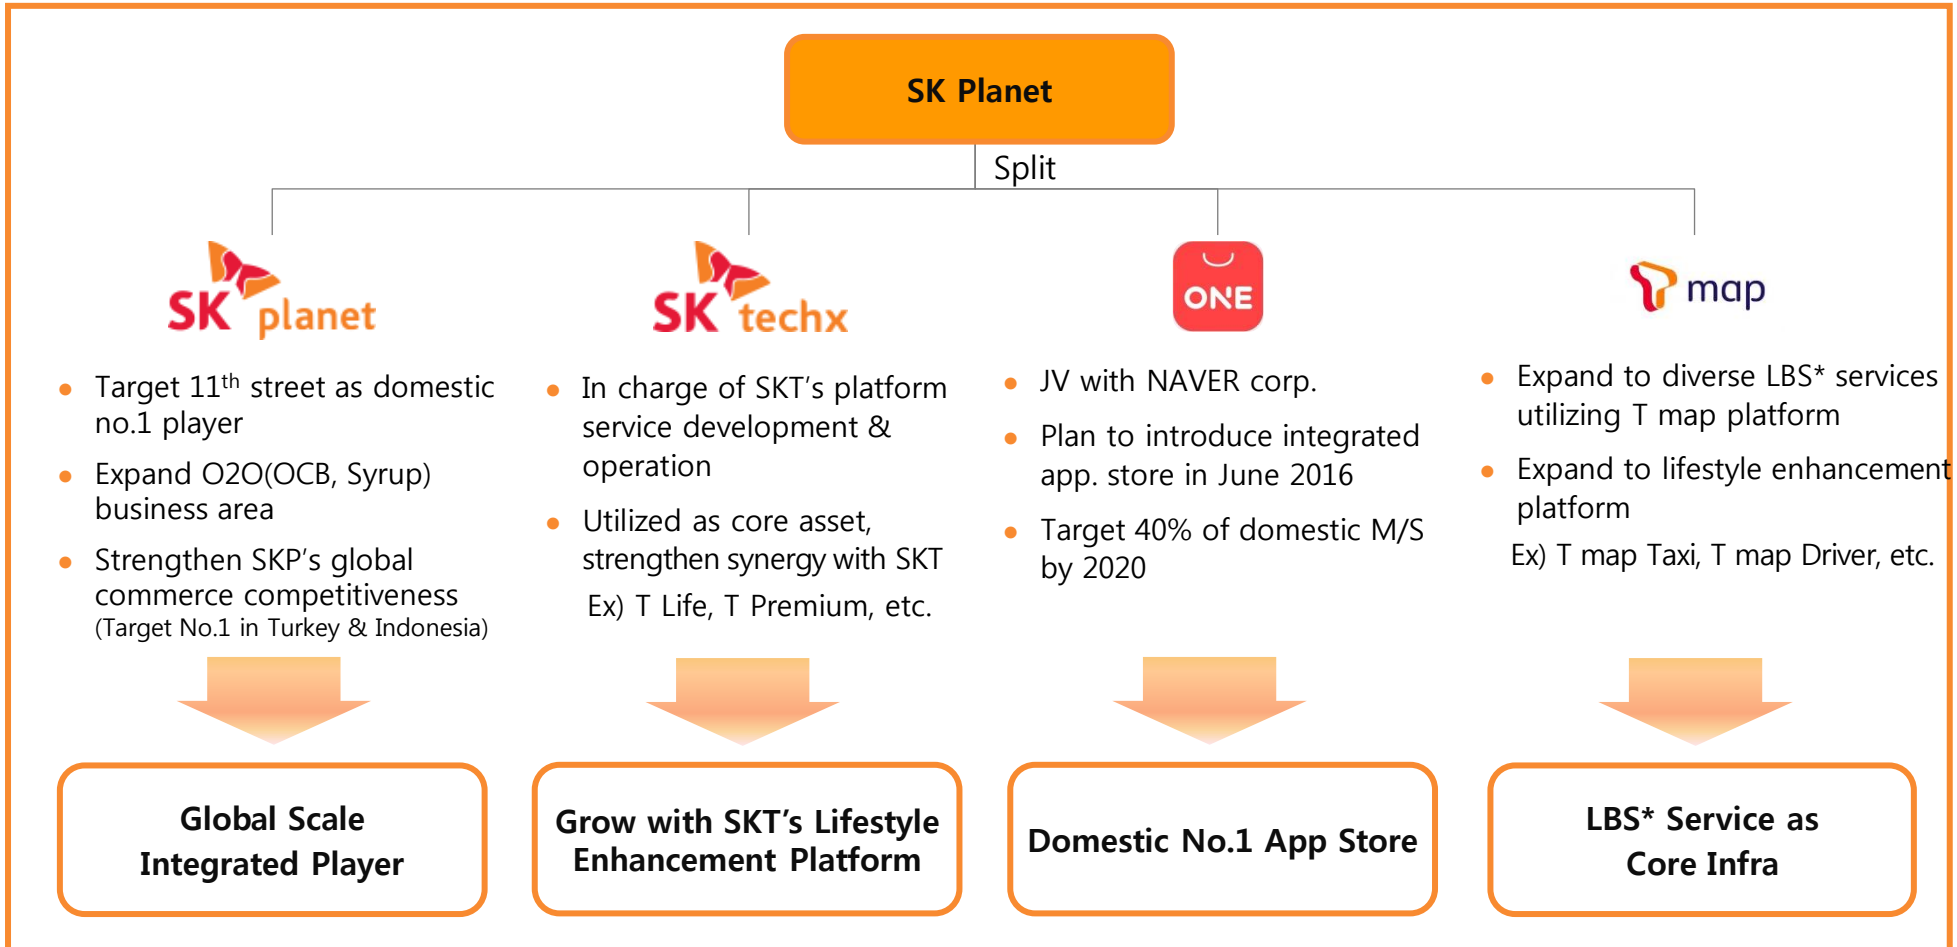 SK Planet
Split
SK planet
● Target 11th street as domestic
no.1 player
● Expand O2O(OCB, Syrup)
business area
● Strengthen SKP's global
commerce competitiveness
(Target No.1 in Turkey & Indonesia)
Global Scale
Integrated Player
SK techx
● In charge of SKT's platform
service development &
operation
● Utilized as core asset,
strengthen synergy with SKT
Ex) T Life, T Premium, etc.
Grow with SKT's Lifestyle
Enhancement Platform
ONE
● JV with NAVER corp.
● Plan to introduce integrated
app. store in June 2016
● Target 40% of domestic M/S
by 2020
Domestic No.1 App Store
T map
● Expand to diverse LBS* services
utilizing T map platform
● Expand to lifestyle enhancement
platform
Ex) T map Taxi, T map Driver, etc.
LBS* Service as
Core Infra